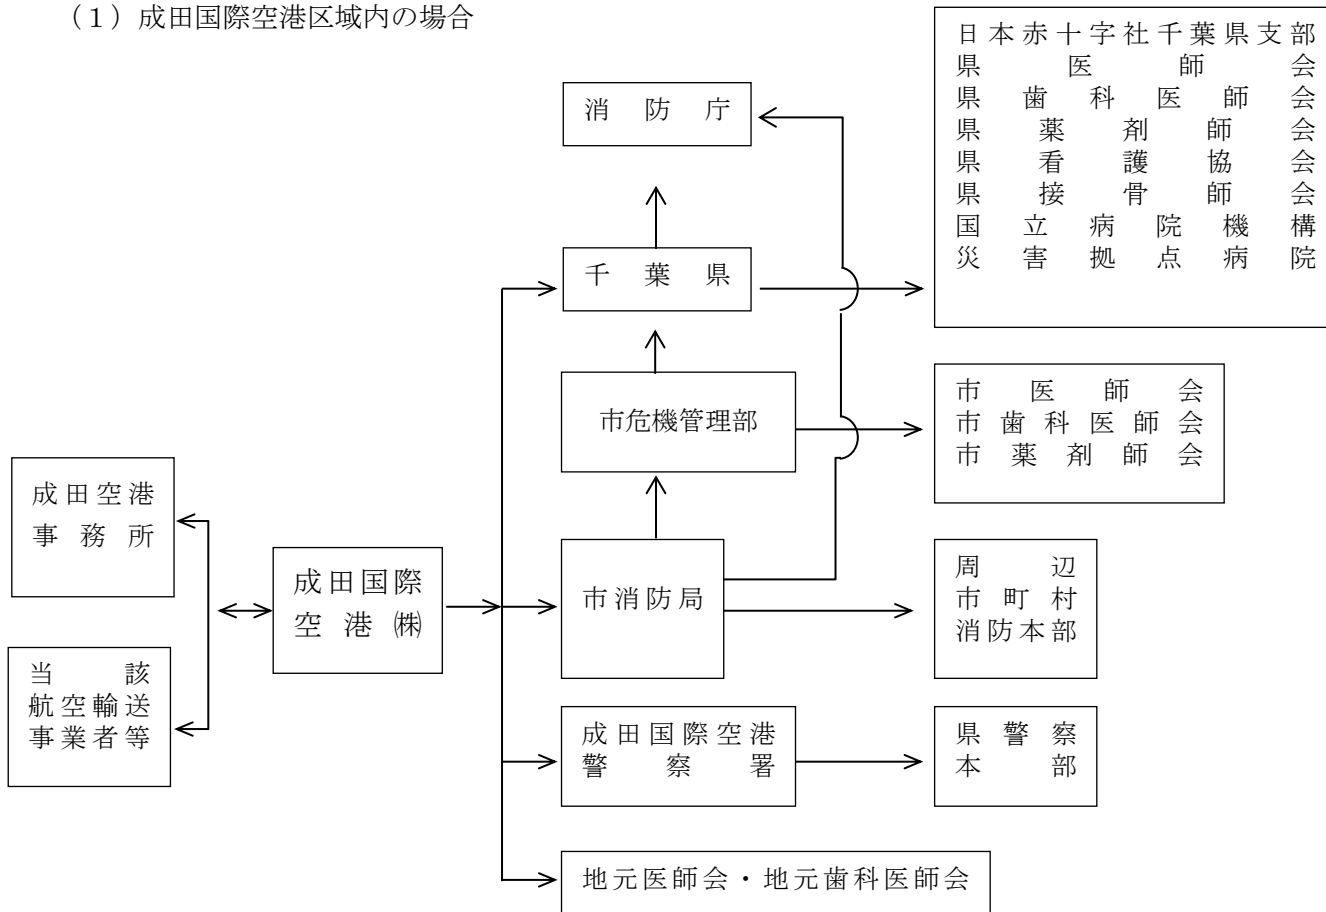 (1)成田国際空港区域内の場合
日本赤十字社千葉県支部
県医師会
県歯科医師会
県薬剤師会
県看護協会
県接骨師会
国立病院機構
災害拠点病院
消防庁
千葉県
市危機管理部
市医師会
市歯科医師会
市薬剤師会
成田空港
事務所
成田国際
空港㈱
市消防局
周辺
市町村
消防本部
当該
航空輸送
事業者等
成田国際空港
警察署
県警察
本部
地元医師会・地元歯科医師会